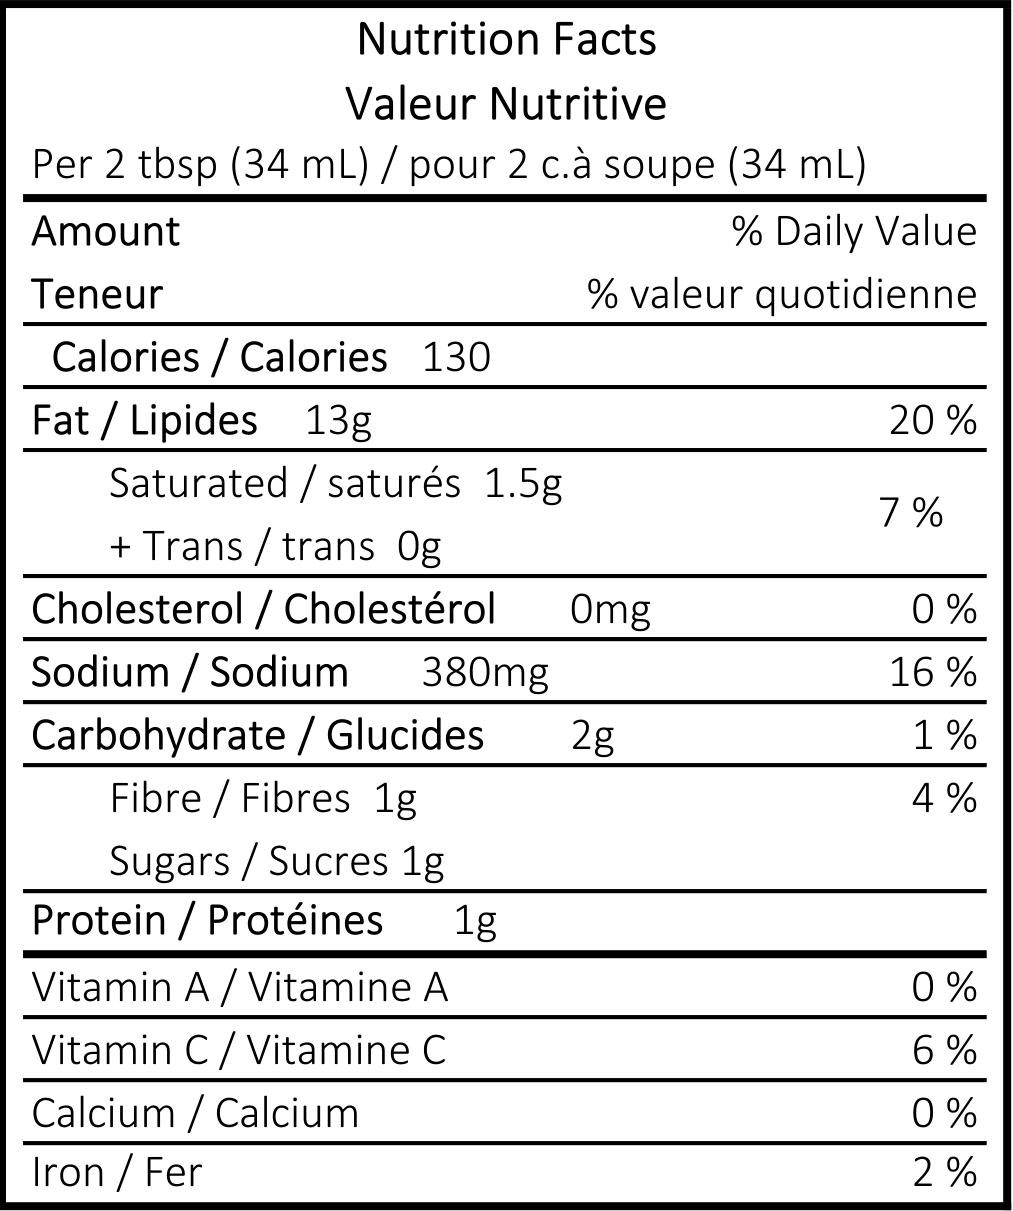 Nutrition Facts
Valeur Nutritive
Per 2 tbsp (34 mL) / pour 2 c.à soupe (34 mL)
Amount % Daily Value
Teneur % valeur quotidienne
Calories / Calories 130
Fat / Lipides 13g 20 %
Saturated / saturés 1.5g
7 %
+ Trans / trans 0g
Cholesterol / Cholestérol 0mg 0 %
Sodium / Sodium 380mg 16 %
Carbohydrate / Glucides 2g 1 %
Fibre / Fibres 1g 4 %
Sugars / Sucres 1g
Protein / Protéines 1g
Vitamin A / Vitamine A 0 %
Vitamin C / Vitamine C 6 %
Calcium / Calcium 0 %
Iron / Fer 2 %